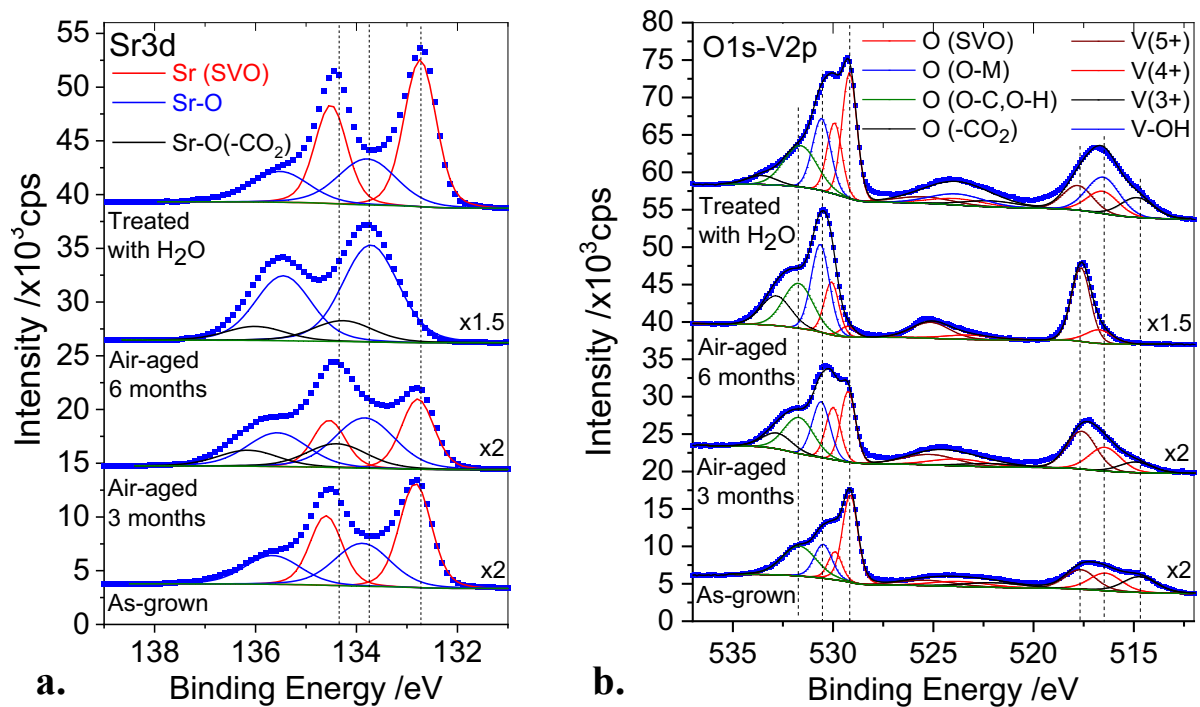 Sr3d
Sr (SVO)
Sr-O
Sr-O(-CO₂)
Treated
with H₂O
x1.5
Air-aged
6 months
x2
Air-aged
3 months
x2
As-grown
55
50
45
40
35
30
25
20
15
10
5
0
138 136 134 132
Intensity /x10³cps
Binding Energy /eV
a.
O1s-V2p
O (SVO)
O (O-M)
O (O-C,O-H)
O (-CO₂)
V(5+)
V(4+)
V(3+)
V-OH
Treated
with H₂O
x1.5
Air-aged
6 months
x2
Air-aged
3 months
x2
As-grown
80
75
70
65
60
55
50
45
40
35
30
25
20
15
10
5
0
535 530 525 520 515
Intensity /x10³cps
Binding Energy /eV
b.